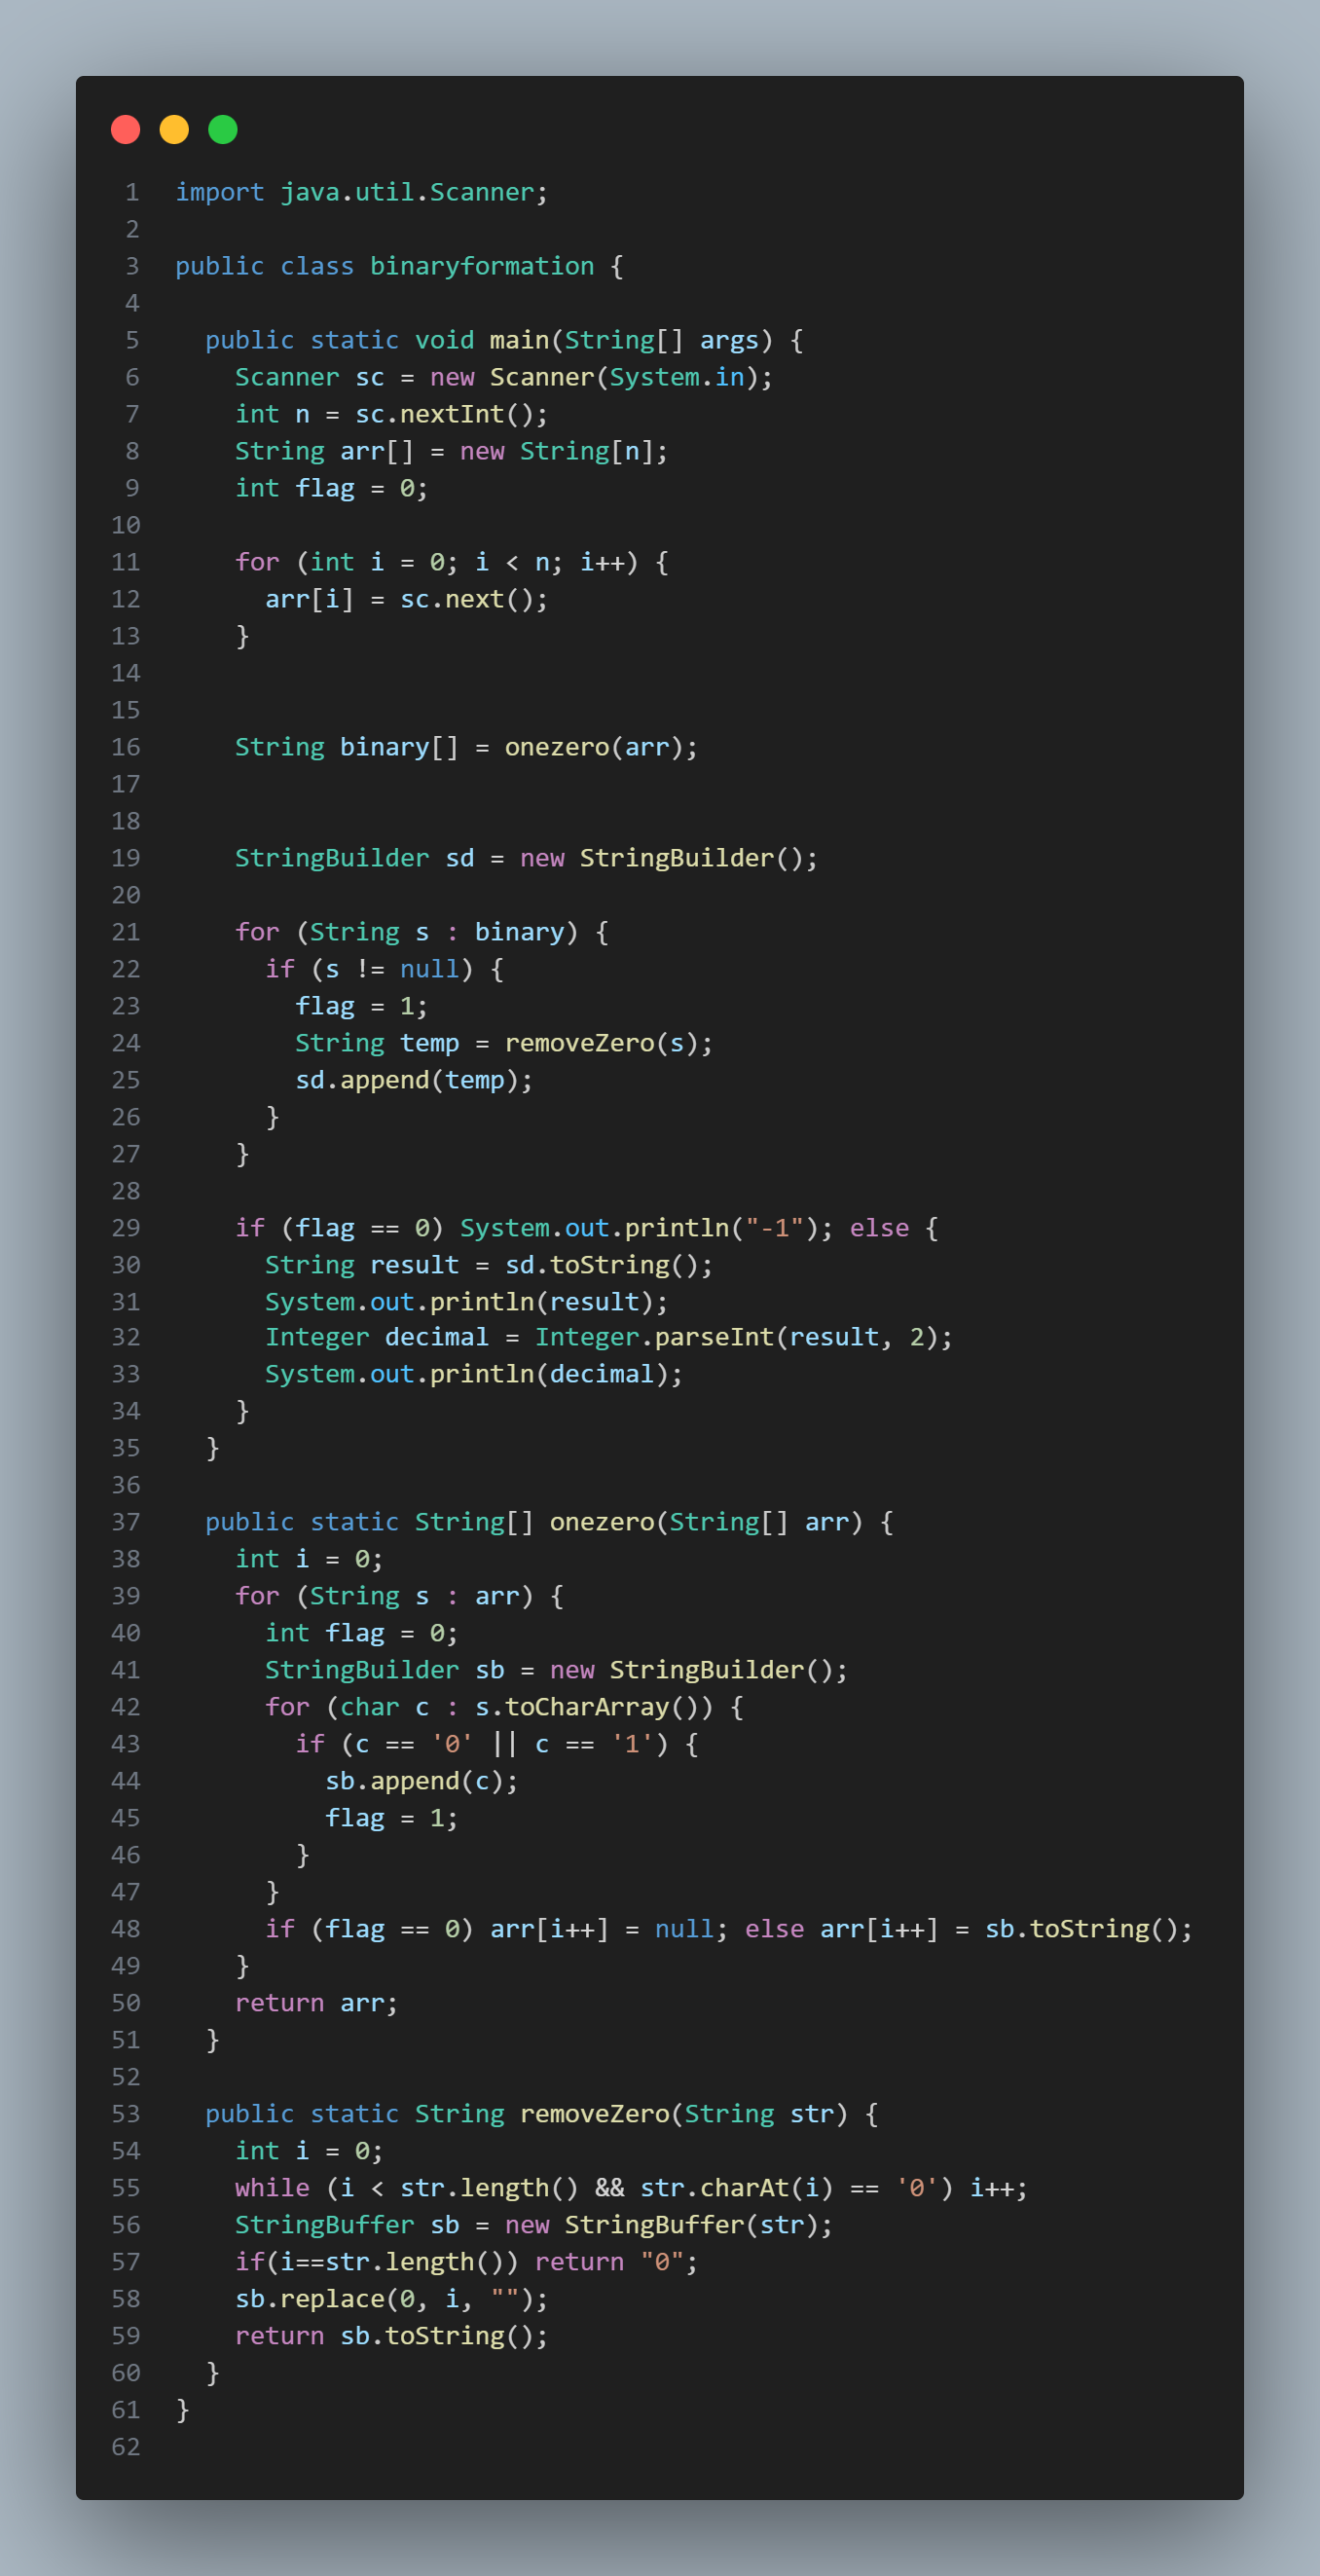 1 import java.util.Scanner;
2
3 public class binaryformation {
4
5   public static void main(String[] args) {
6     Scanner sc = new Scanner(System.in);
7     int n = sc.nextInt();
8     String arr[] = new String[n];
9     int flag = 0;
10
11     for (int i = 0; i < n; i++) {
12       arr[i] = sc.next();
13     }
14
15
16     String binary[] = onezero(arr);
17
18
19     StringBuilder sd = new StringBuilder();
20
21     for (String s : binary) {
22       if (s != null) {
23         flag = 1;
24         String temp = removeZero(s);
25         sd.append(temp);
26       }
27     }
28
29     if (flag == 0) System.out.println("-1"); else {
30       String result = sd.toString();
31       System.out.println(result);
32       Integer decimal = Integer.parseInt(result, 2);
33       System.out.println(decimal);
34     }
35   }
36
37   public static String[] onezero(String[] arr) {
38     int i = 0;
39     for (String s : arr) {
40       int flag = 0;
41       StringBuilder sb = new StringBuilder();
42       for (char c : s.toCharArray()) {
43         if (c == '0' || c == '1') {
44           sb.append(c);
45           flag = 1;
46         }
47       }
48       if (flag == 0) arr[i++] = null; else arr[i++] = sb.toString();
49     }
50     return arr;
51   }
52
53   public static String removeZero(String str) {
54     int i = 0;
55     while (i < str.length() && str.charAt(i) == '0') i++;
56     StringBuffer sb = new StringBuffer(str);
57     if(i==str.length()) return "0";
58     sb.replace(0, i, "");
59     return sb.toString();
60   }
61 }
62